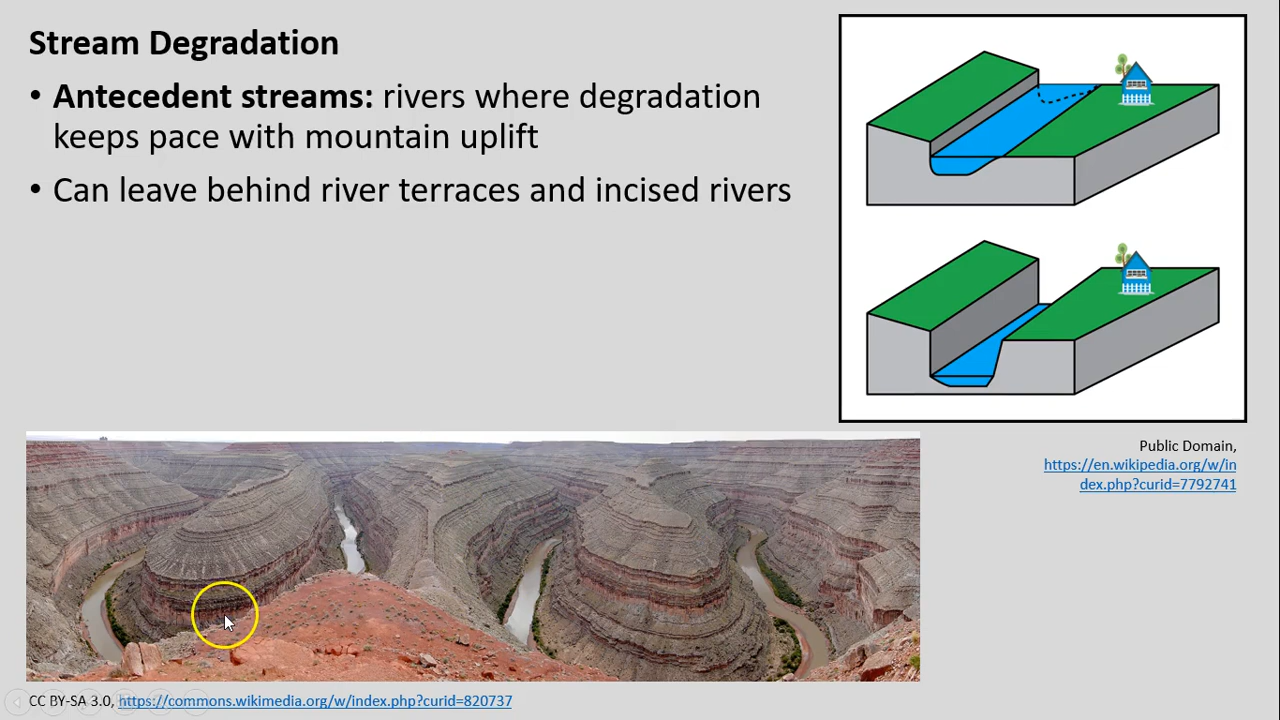 Stream Degradation
• Antecedent streams: rivers where degradation
keeps pace with mountain uplift
• Can leave behind river terraces and incised rivers
Public Domain,
https://en.wikipedia.org/w/in
dex.php?curid=7792741
CC BY-SA 3.0, https://commons.wikimedia.org/w/index.php?curid=820737